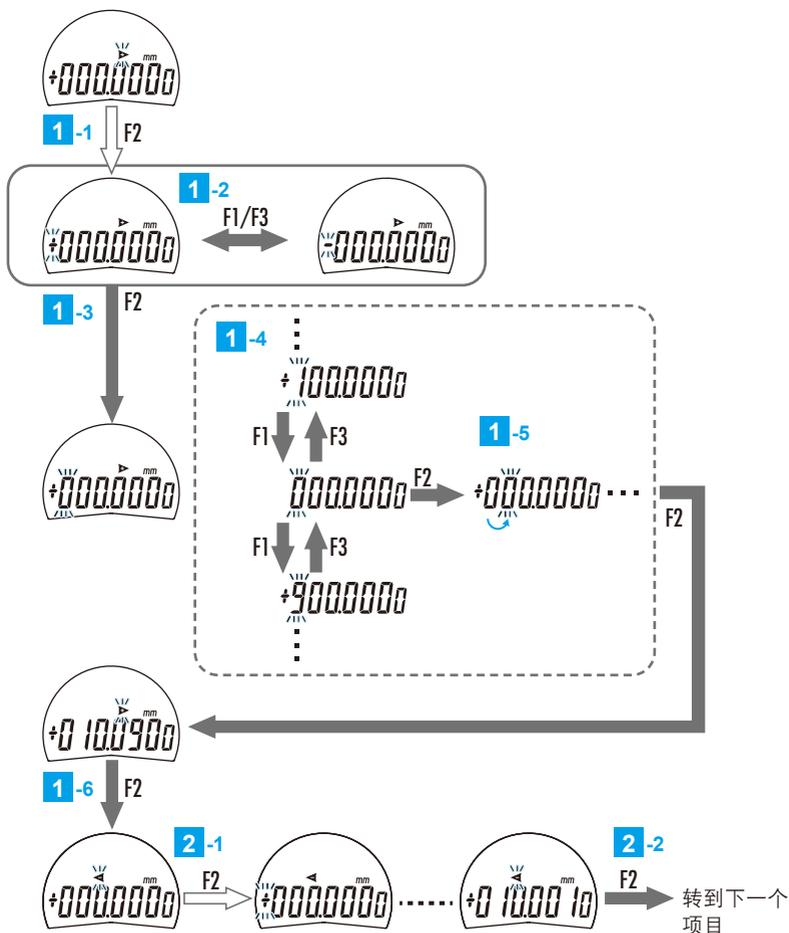 mm
+000.0000
1 -1 F2
1 -2
mm
+000.0000
F1/F3
mm
-000.0000
1 -3 F2
1 -4
+100.0000
F1 F3
1 -5
000.0000
F2
+000.0000
F1 F3
+900.0000
F2
mm
+000.0000
mm
+010.0900
1 -6 F2
mm
+000.0000
2 -1
F2
mm
+000.0000
mm
+010.0010
2 -2
F2
转到下一个
项目